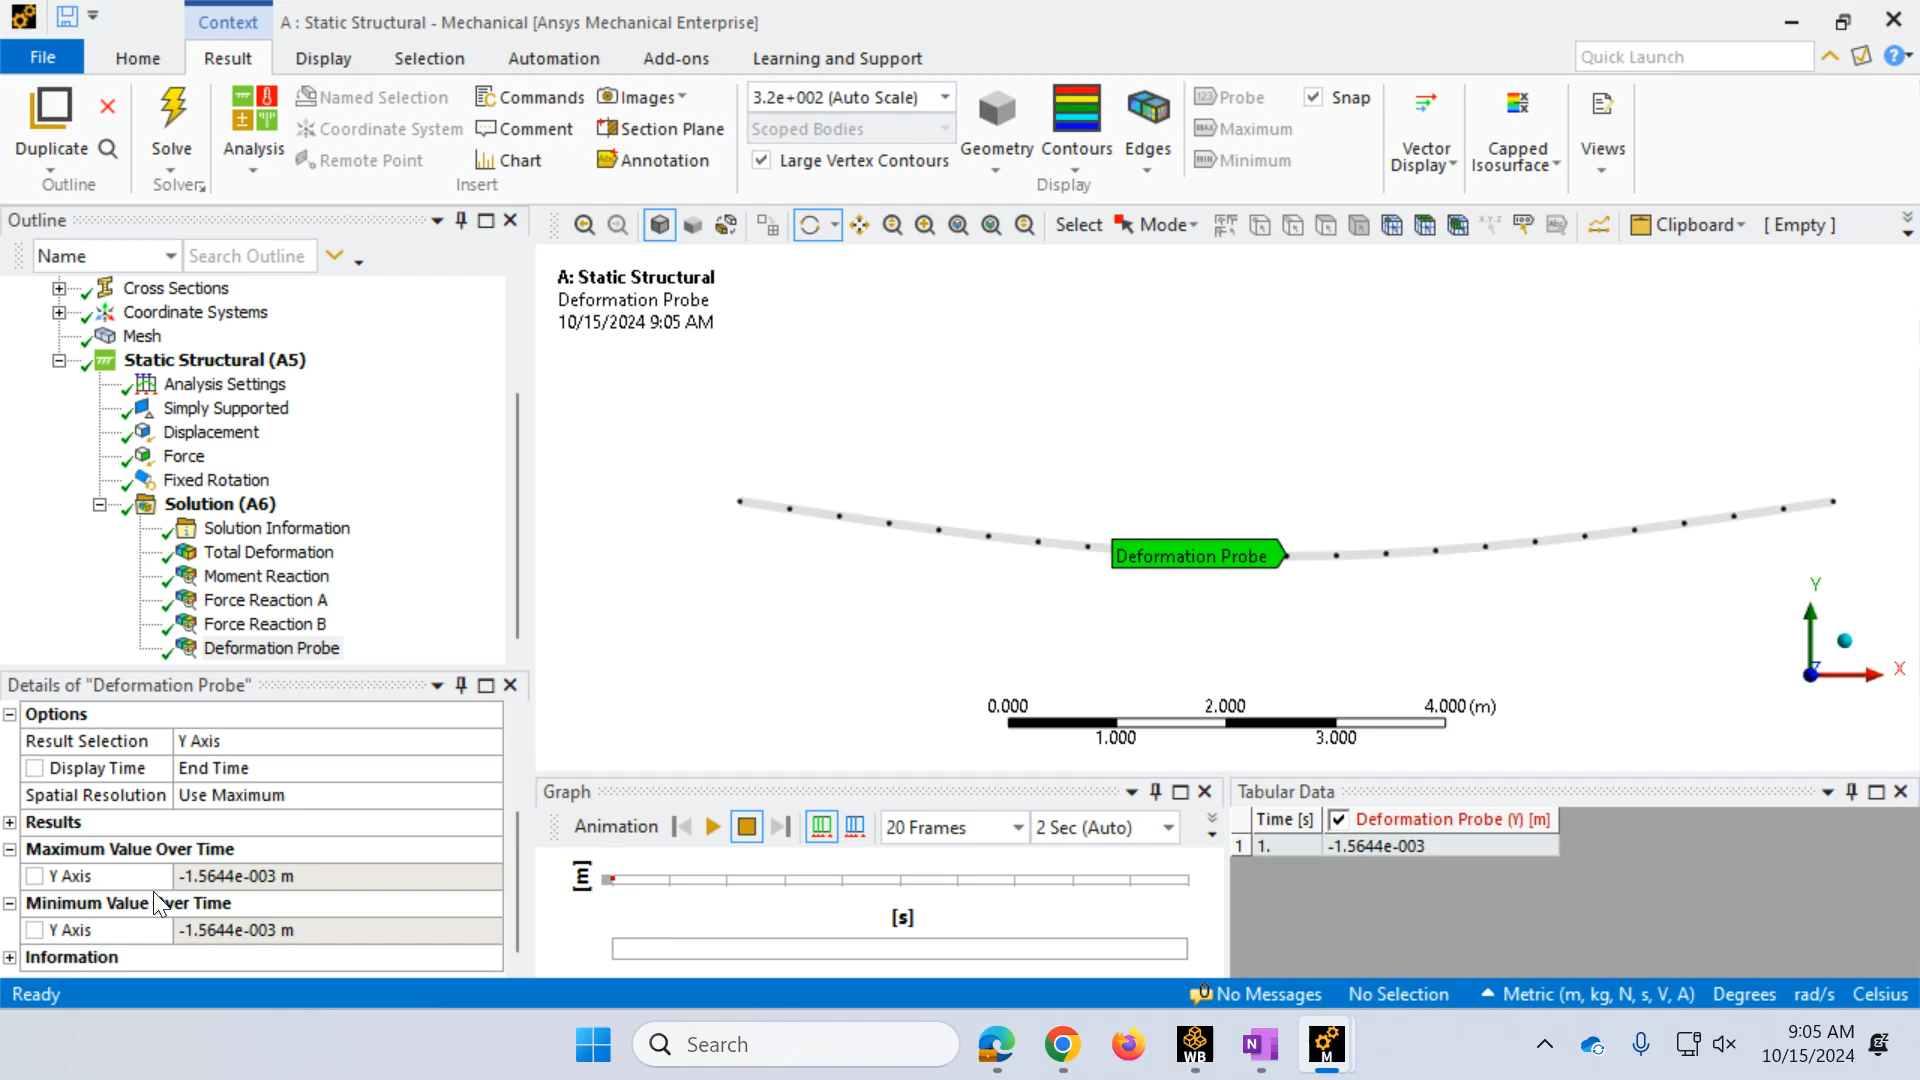 Context
A : Static Structural - Mechanical [Ansys Mechanical Enterprise]
File
Home
Result
Display
Selection
Automation
Add-ons
Learning and Support
Quick Launch
Duplicate
Outline
Solve
Solver
Analysis
Named Selection
Coordinate System
Remote Point
Commands
Comment
Chart
Images
Section Plane
Annotation
Insert
3.2e+002 (Auto Scale)
Scoped Bodies
Large Vertex Contours
Geometry
Contours
Edges
Display
Probe
Maximum
Minimum
Snap
Vector
Display
Capped
Isosurface
Views
Outline
Name
Search Outline
Select
Mode
Clipboard
[ Empty ]
Cross Sections
Coordinate Systems
Mesh
Static Structural (A5)
Analysis Settings
Simply Supported
Displacement
Force
Fixed Rotation
Solution (A6)
Solution Information
Total Deformation
Moment Reaction
Force Reaction A
Force Reaction B
Deformation Probe
A: Static Structural
Deformation Probe
10/15/2024 9:05 AM
Deformation Probe
Y
X
Z
0.000
2.000
4.000 (m)
1.000
3.000
Details of "Deformation Probe"
Options
Result Selection Y Axis
Display Time End Time
Spatial Resolution Use Maximum
Results
Maximum Value Over Time
Y Axis -1.5644e-003 m
Minimum Value Over Time
Y Axis -1.5644e-003 m
Information
Graph
Animation
20 Frames
2 Sec (Auto)
[m]
[s]
Tabular Data
Time [s] Deformation Probe (Y) [m]
1 1. -1.5644e-003
Ready
No Messages
No Selection
Metric (m, kg, N, s, V, A)
Degrees
rad/s
Celsius
Search
WB
N
M
9:05 AM
10/15/2024